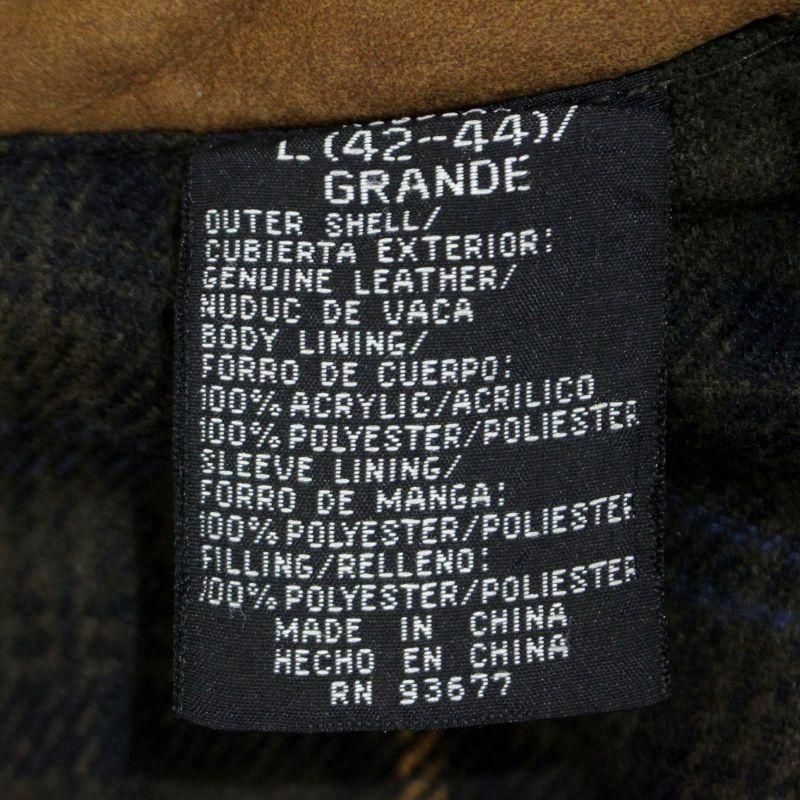 L (42-44)/
GRANDE
OUTER SHELL/
CUBIERTA EXTERIOR:
GENUINE LEATHER/
NUDUC DE VACA
BODY LINING/
FORRO DE CUERPO:
100% ACRYLIC/ACRILICO
100% POLYESTER/POLIESTER
SLEEVE LINING/
FORRO DE MANGA:
100% POLYESTER/POLIESTER
FILLING/RELLENO:
100% POLYESTER/POLIESTER
MADE IN CHINA
HECHO EN CHINA
RN 93677